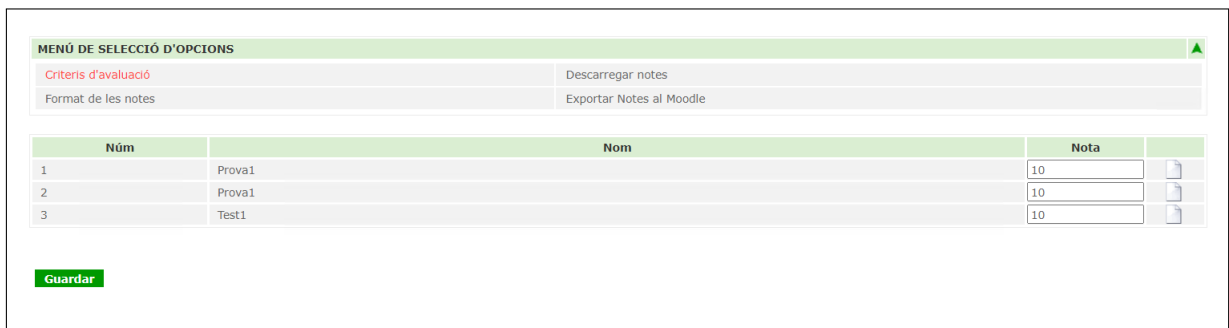 MENÚ DE SELECCIÓ D'OPCIONS
Criteris d'avaluació Descarregar notes
Format de les notes Exportar Notes al Moodle
Núm Nom Nota
1 Prova1 10
2 Prova1 10
3 Test1 10
Guardar